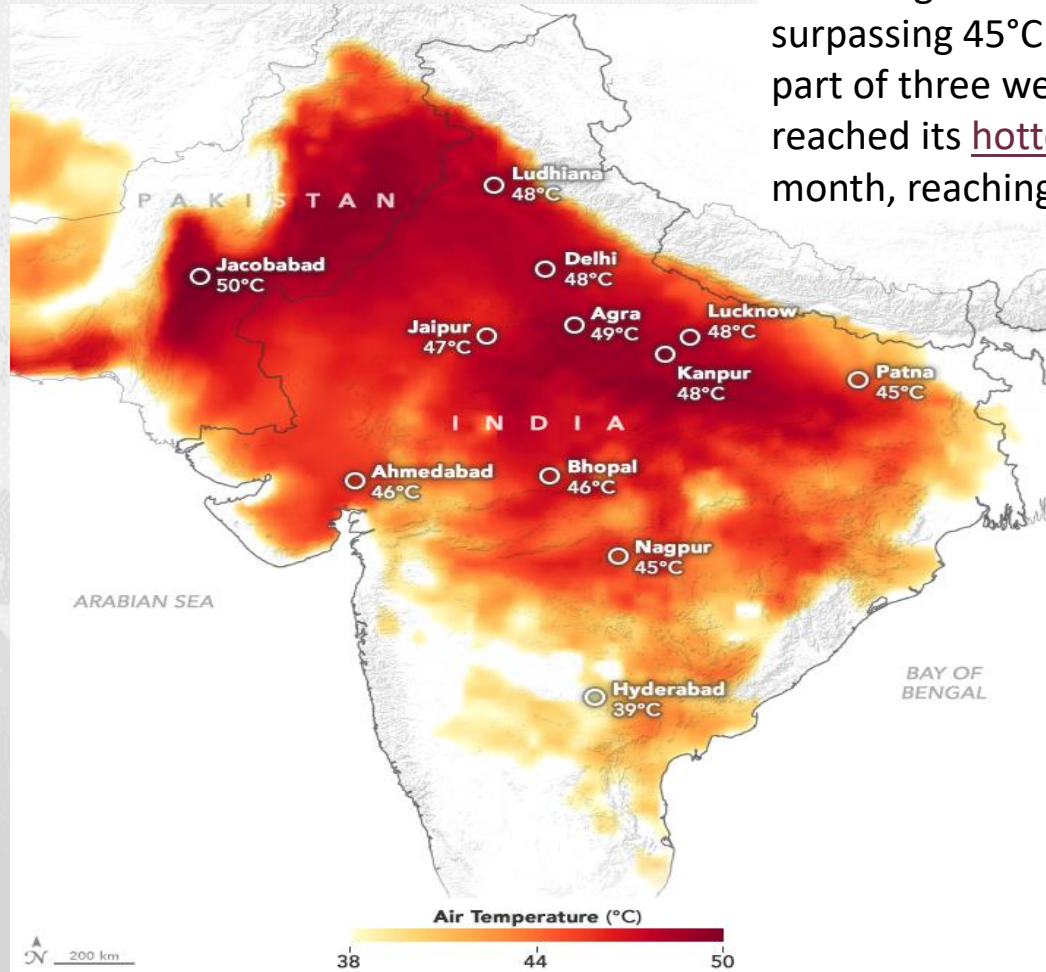 surpassing 45°C
part of three we
reached its hotte
month, reaching
PAKISTAN
Ludhiana
48°C
Jacobabad
50°C
Delhi
48°C
Agra
49°C
Lucknow
48°C
Jaipur
47°C
Kanpur
48°C
Patna
45°C
INDIA
Ahmedabad
46°C
Bhopal
46°C
Nagpur
45°C
ARABIAN SEA
BAY OF
BENGAL
Hyderabad
39°C
Air Temperature (°C)
N
200 km
38
44
50